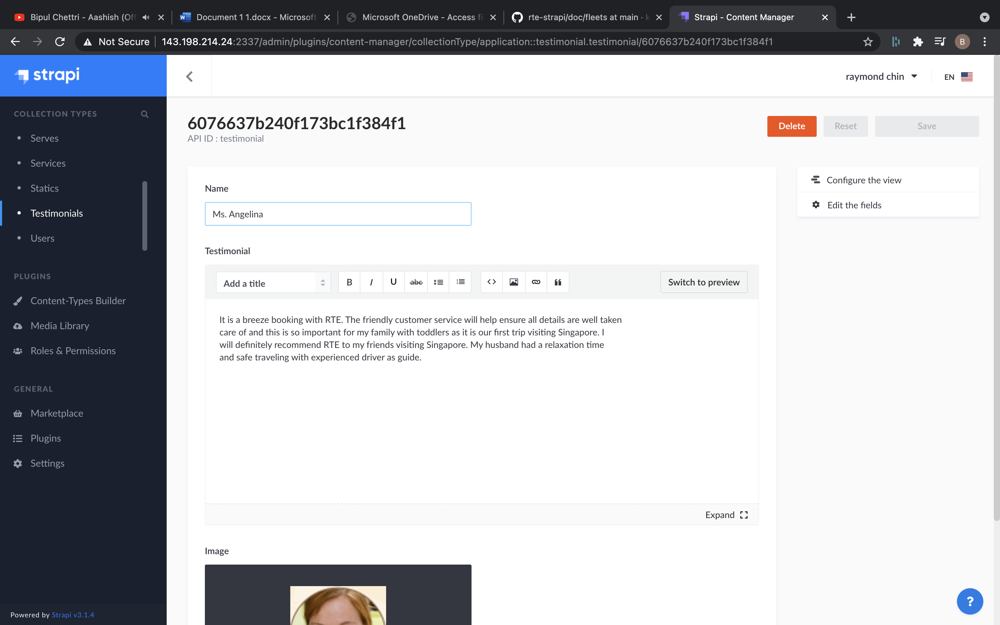 Bipul Chettri - Aashish (Off
Document 1 1.docx - Microsoft
Microsoft OneDrive - Access fil
rte-strapi/doc/fleets at main · k
Strapi - Content Manager
Not Secure
143.198.214.24:2337/admin/plugins/content-manager/collectionType/application::testimonial.testimonial/6076637b240f173bc1f384f1
B
strapi
raymond chin
EN
COLLECTION TYPES
Serves
Services
Statics
Testimonials
Users
PLUGINS
Content-Types Builder
Media Library
Roles & Permissions
GENERAL
Marketplace
Plugins
Settings
Powered by Strapi v3.1.4
6076637b240f173bc1f384f1
API ID : testimonial
Delete
Reset
Save
Configure the view
Edit the fields
Name
Ms. Angelina
Testimonial
Add a title
B I U abc
Switch to preview
It is a breeze booking with RTE. The friendly customer service will help ensure all details are well taken
care of and this is so important for my family with toddlers as it is our first trip visiting Singapore. I
will definitely recommend RTE to my friends visiting Singapore. My husband had a relaxation time
and safe traveling with experienced driver as guide.
Expand
Image
?